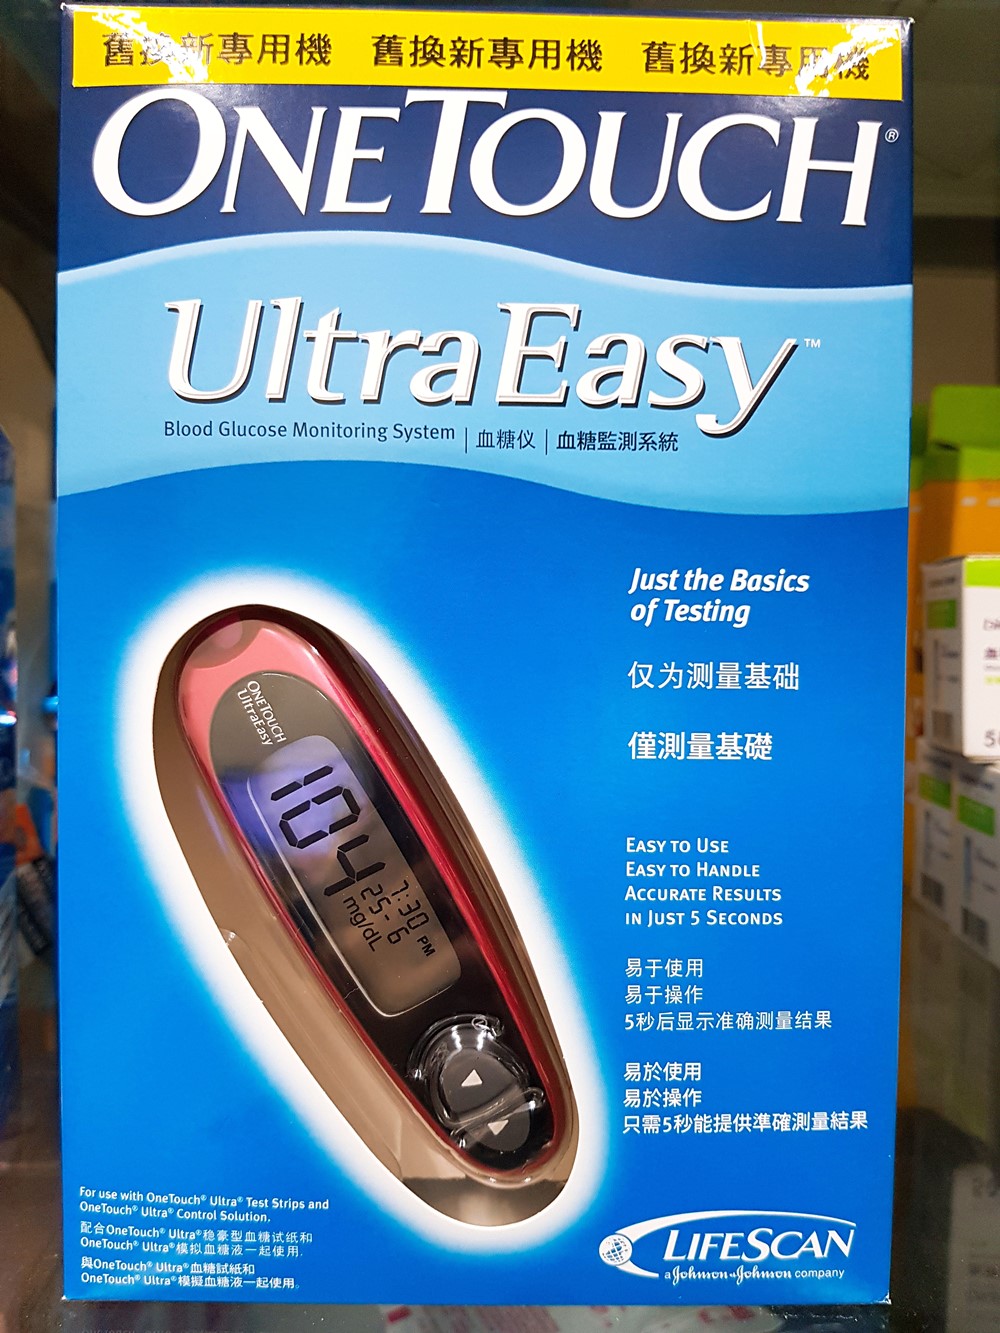 舊換新專用機 舊換新專用機 舊換新專用機
ONETOUCH®
UltraEasy™
Blood Glucose Monitoring System | 血糖仪 | 血糖監測系統
Just the Basics
of Testing
仅为测量基础
僅測量基礎
ONETOUCH
UltraEasy
104
7:30 PM
25-6
mg/dL
EASY TO USE
EASY TO HANDLE
ACCURATE RESULTS
IN JUST 5 SECONDS
易于使用
易于操作
5秒后显示准确测量结果
易於使用
易於操作
只需5秒能提供準確測量結果
For use with OneTouch® Ultra® Test Strips and
OneTouch® Ultra® Control Solution.
配合OneTouch® Ultra®稳豪型血糖试纸和
OneTouch® Ultra®模拟血糖液一起使用.
與OneTouch® Ultra®血糖試紙和
OneTouch® Ultra®模擬血糖液一起使用。
LIFESCAN
a Johnson & Johnson company